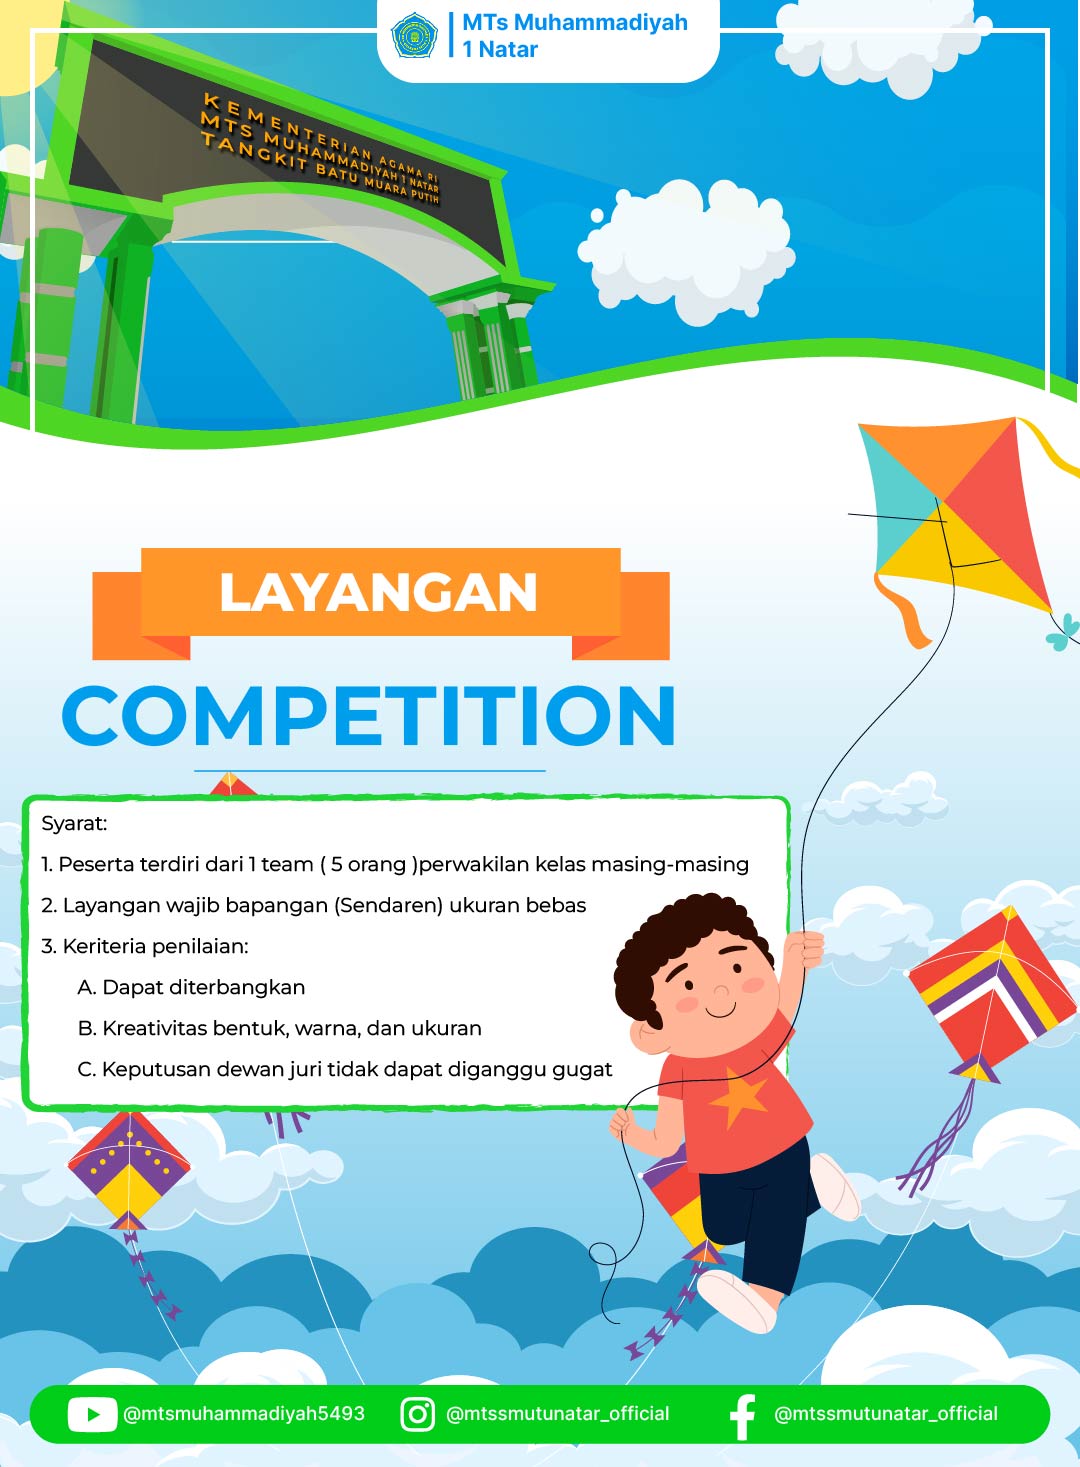 MTs Muhammadiyah
1 Natar
KEMENTERIAN AGAMA RI
MTS MUHAMMADIYAH 1 NATAR
TANGKIT BATU MUARA PUTIH
LAYANGAN
COMPETITION
Syarat:
1. Peserta terdiri dari 1 team ( 5 orang )perwakilan kelas masing-masing
2. Layangan wajib bapangan (Sendaren) ukuran bebas
3. Keriteria penilaian:
A. Dapat diterbangkan
B. Kreativitas bentuk, warna, dan ukuran
C. Keputusan dewan juri tidak dapat diganggu gugat
@mtsmuhammadiyah5493
@mtssmutunatar_official
@mtssmutunatar_official